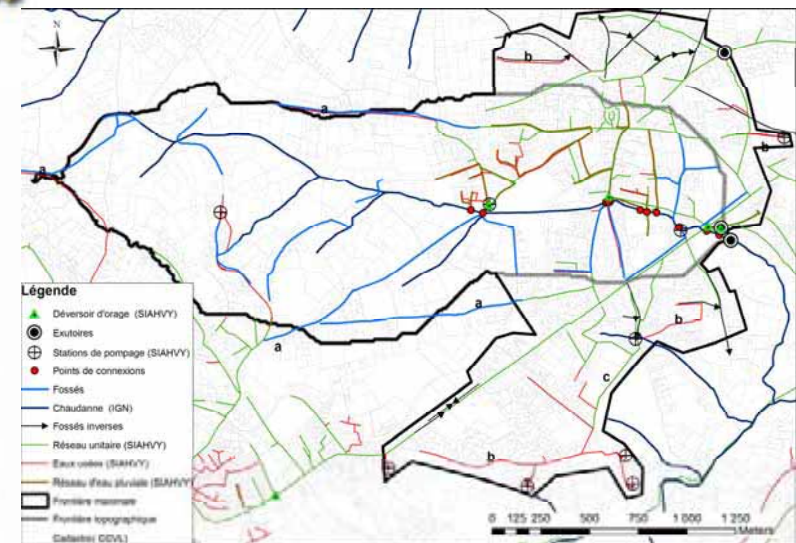 N
b
a
b
a
Légende
Déversoir d'orage (SIAHVY)
Exutoires
Stations de pompage (SIAHVY)
Points de connexions
Fossés
Chaudanne (IGN)
Fossés inverses
Réseau unitaire (SIAHVY)
Eaux usées (SIAHVY)
Réseau d'eau pluviale (SIAHVY)
Frontière maximale
Frontière topographique
Cadastre( CCVL)
a
a
b
c
b
0 125 250 500 750 1 000 1 250
Meters